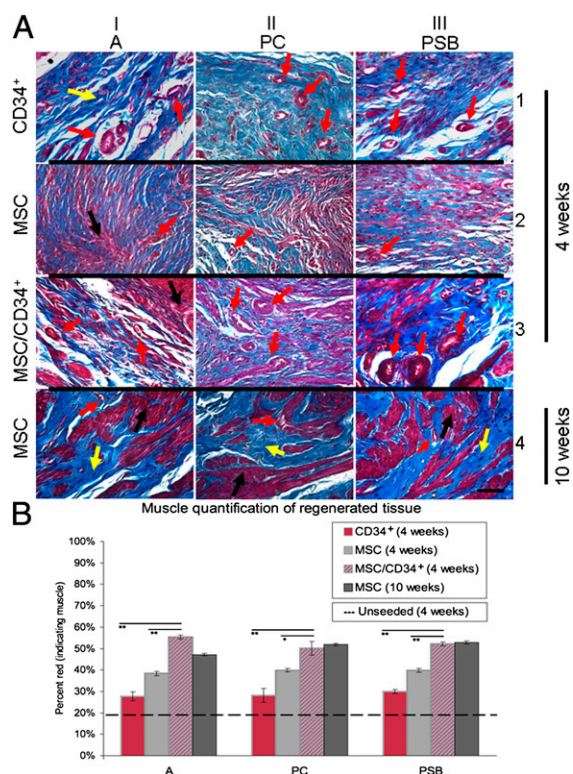 A
I II III
A PC PSB
CD34+
1
MSC
2
4 weeks
MSC/CD34+
3
MSC
4
10 weeks
B
Muscle quantification of regenerated tissue
CD34+ (4 weeks)
MSC (4 weeks)
MSC/CD34+ (4 weeks)
MSC (10 weeks)
--- Unseeded (4 weeks)
Percent red (indicating muscle)
100%
90%
80%
70%
60%
50%
40%
30%
20%
10%
0%
** ** ** * ** **
A PC PSB